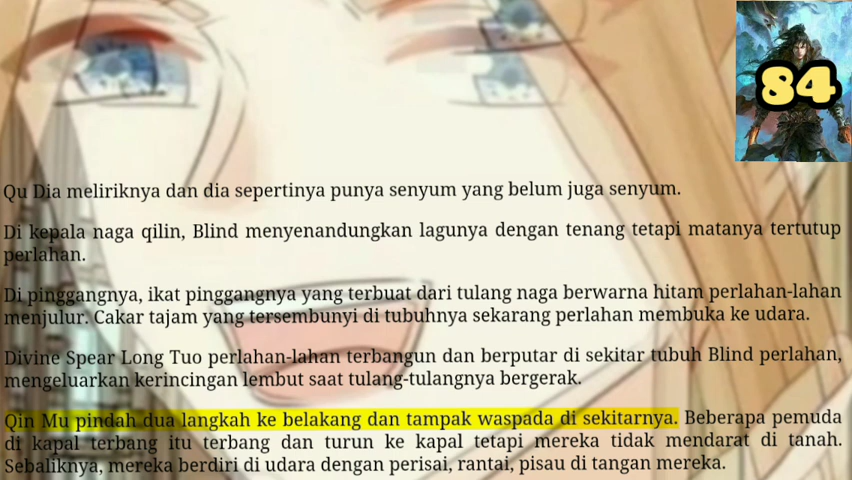 84
Qu Dia meliriknya dan dia sepertinya punya senyum yang belum juga senyum.
Di kepala naga qilin, Blind menyenandungkan lagunya dengan tenang tetapi matanya tertutup
perlahan.
Di pinggangnya, ikat pinggangnya yang terbuat dari tulang naga berwarna hitam perlahan-lahan
menjulur. Cakar tajam yang tersembunyi di tubuhnya sekarang perlahan membuka ke udara.
Divine Spear Long Tuo perlahan-lahan terbangun dan berputar di sekitar tubuh Blind perlahan,
mengeluarkan kerincingan lembut saat tulang-tulangnya bergerak.
Qin Mu pindah dua langkah ke belakang dan tampak waspada di sekitarnya. Beberapa pemuda
di kapal terbang itu terbang dan turun ke kapal tetapi mereka tidak mendarat di tanah.
Sebaliknya, mereka berdiri di udara dengan perisai, rantai, pisau di tangan mereka.